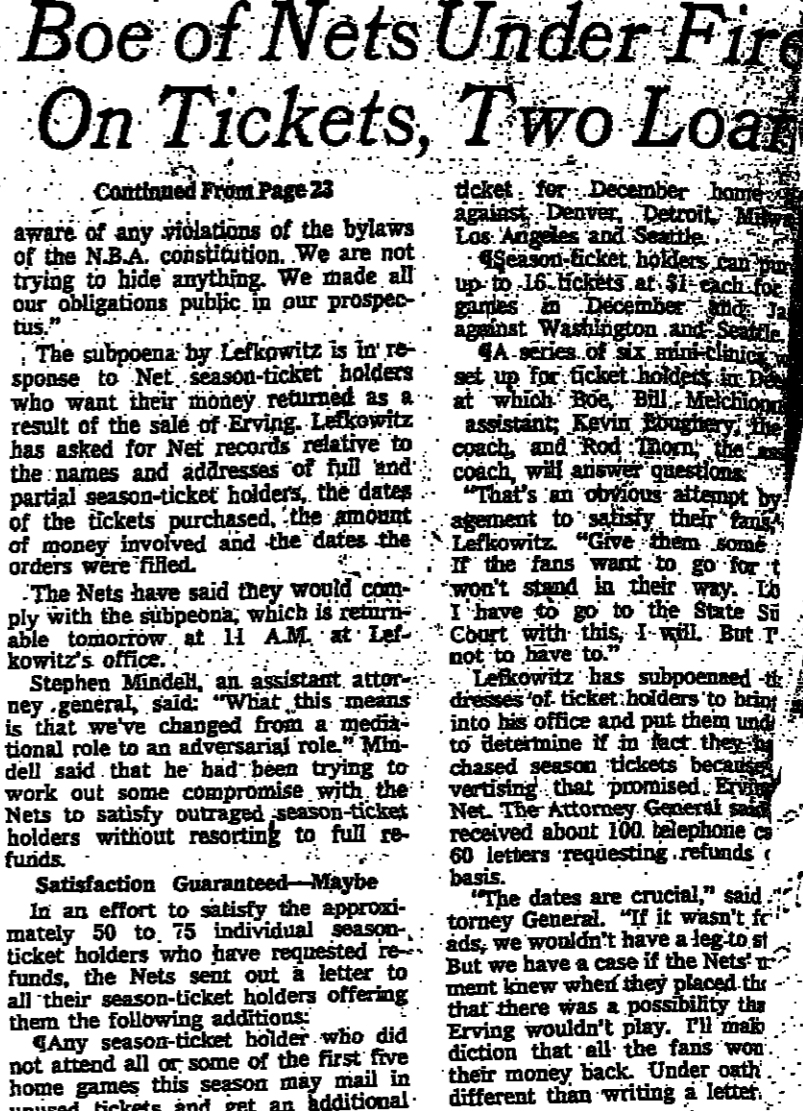 Boe of Nets Under Fire
On Tickets, Two
Continued From Page 23
aware of any violations of the bylaws
of the N.B.A. constitution. We are not
trying to hide anything. We made all
our obligations public in our prospec-
tus."
The subpoena by Lefkowitz is in re-
sponse to Net season-ticket holders
who want their money returned as a
result of the sale of Erving. Lefkowitz
has asked for Net records relative to
the names and addresses of full and
partial season-ticket holders, the dates
of the tickets purchased, the amount
of money involved and the dates the
orders were filled.
The Nets have said they would com-
ply with the subpeona, which is return-
able tomorrow at 11 A.M. at Lef-
kowitz's office.
Stephen Mindell, an assistant attor-
ney general, said: "What this means
is that we've changed from a media-
tional role to an adversarial role." Min-
dell said that he had been trying to
work out some compromise with the
Nets to satisfy outraged season-ticket
holders without resorting to full re-
funds.
Satisfaction Guaranteed—Maybe
In an effort to satisfy the approxi-
mately 50 to 75 individual season-
ticket holders who have requested re-
funds, the Nets sent out a letter to
all their season-ticket holders offering
them the following additions:
¶Any season-ticket holder who did
not attend all or some of the first five
home games this season may mail in
unused tickets and get an additional
ticket for December home
against Denver, Detroit,
Los Angeles and Seattle.
¶Season-ticket holders can
up to 16 tickets at $1 each for
games in December and
against Washington and Seattle.
¶A series of six mini-clinics
set up for ticket holders in
at which Boe, Bill
assistant; Kevin Loughery, the
coach, and Rod Thorn, the
coach, will answer questions.
"That's an obvious attempt by
agement to satisfy their fans,"
Lefkowitz. "Give them some
If the fans want to go for
won't stand in their way.
I have to go to the State
Court with this, I will. But
not to have to."
Lefkowitz has subpoenaed
dresses of ticket holders to bring
into his office and put them
to determine if in fact they
chased season tickets because
vertising that promised Erving
Net. The Attorney General said
received about 100 telephone
60 letters requesting refunds
basis.
"The dates are crucial," said
torney General. "If it wasn't
ads, we wouldn't have a leg to
But we have a case if the Nets'
ment knew when they placed
that there was a possibility
Erving wouldn't play. I'll
diction that all the fans
their money back. Under oath
different than writing a letter.